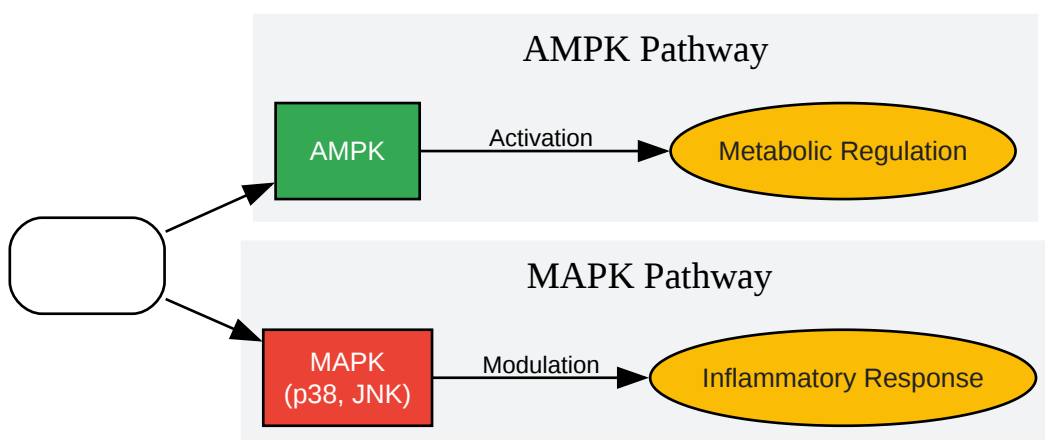 AMPK Pathway
AMPK
Activation
Metabolic Regulation
MAPK Pathway
MAPK
(p38, JNK)
Modulation
Inflammatory Response